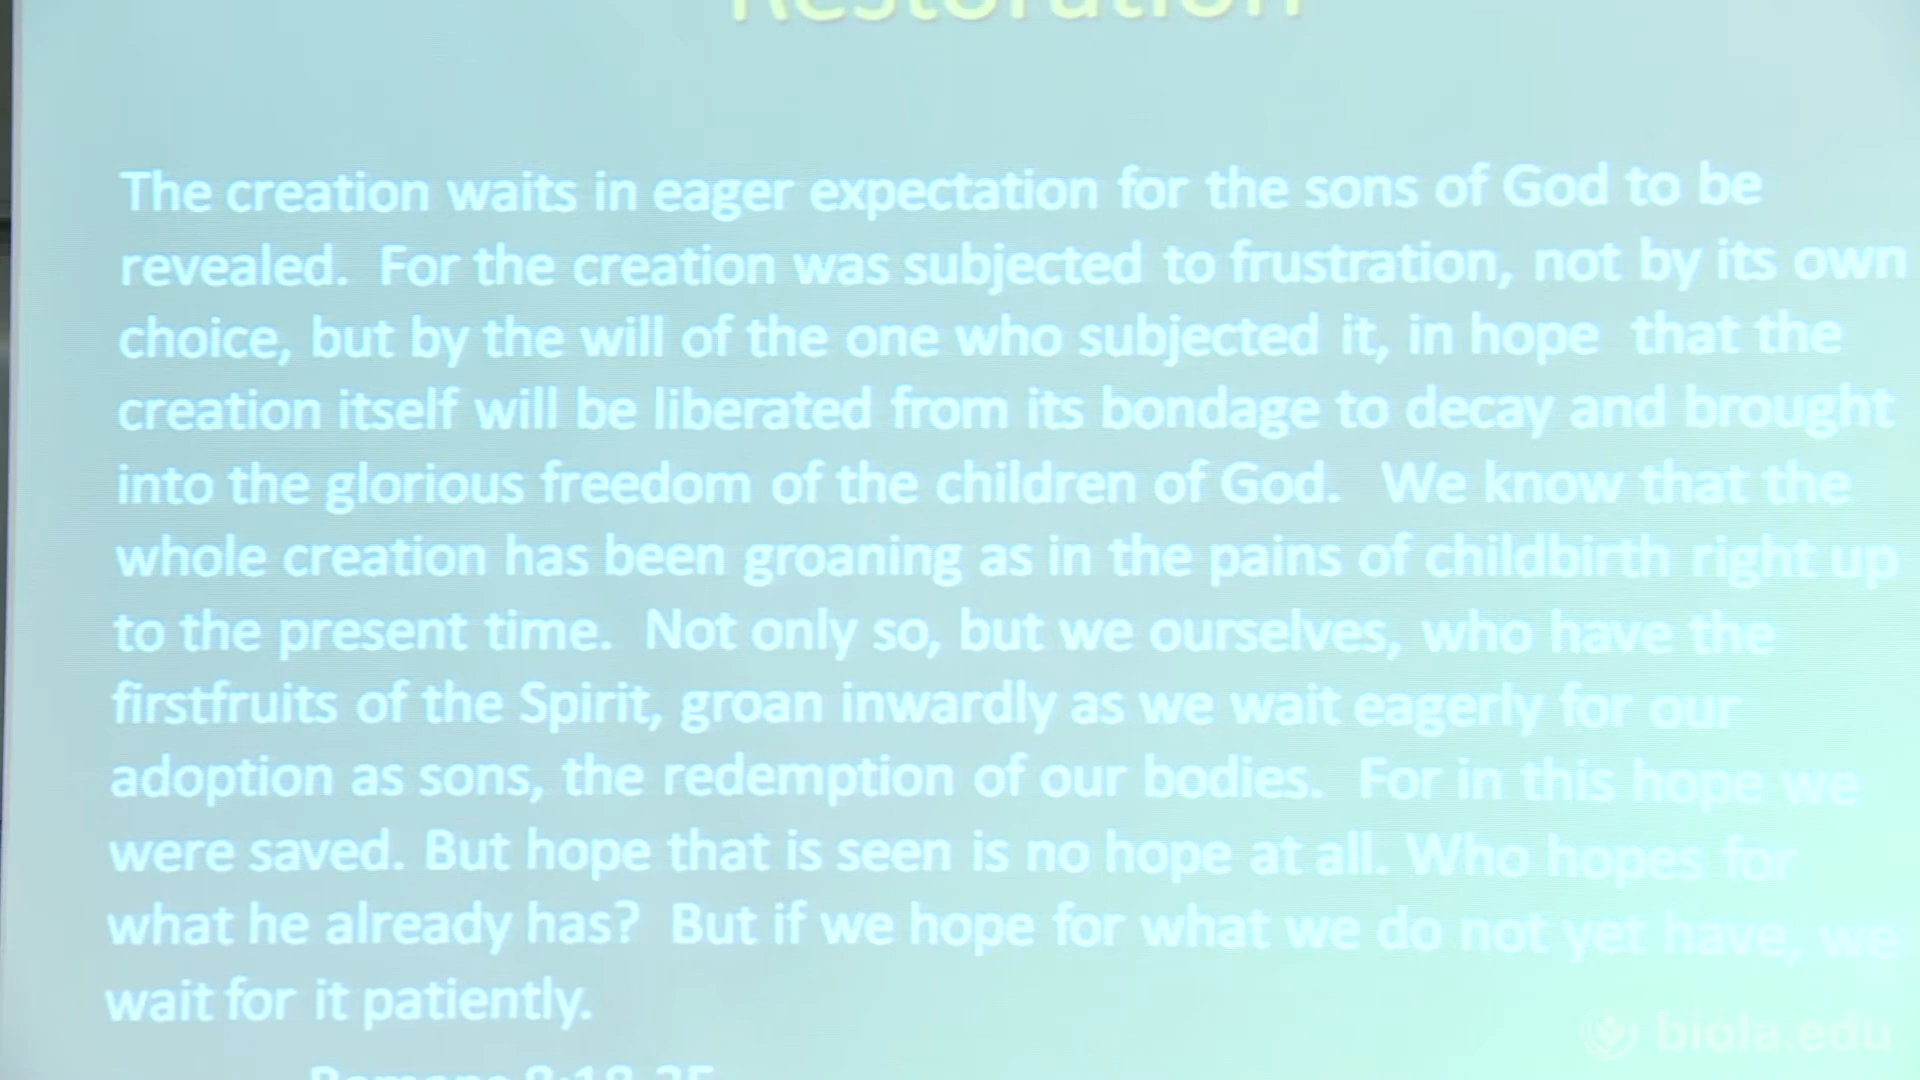 Restoration
The creation waits in eager expectation for the sons of God to be
revealed.  For the creation was subjected to frustration, not by its own
choice, but by the will of the one who subjected it, in hope  that the
creation itself will be liberated from its bondage to decay and brought
into the glorious freedom of the children of God.   We know that the
whole creation has been groaning as in the pains of childbirth right up
to the present time.  Not only so, but we ourselves, who have the
firstfruits of the Spirit, groan inwardly as we wait eagerly for our
adoption as sons, the redemption of our bodies.  For in this hope we
were saved. But hope that is seen is no hope at all. Who hopes for
what he already has?  But if we hope for what we do not yet have, we
wait for it patiently.
Romans 8:18-25
biola.edu